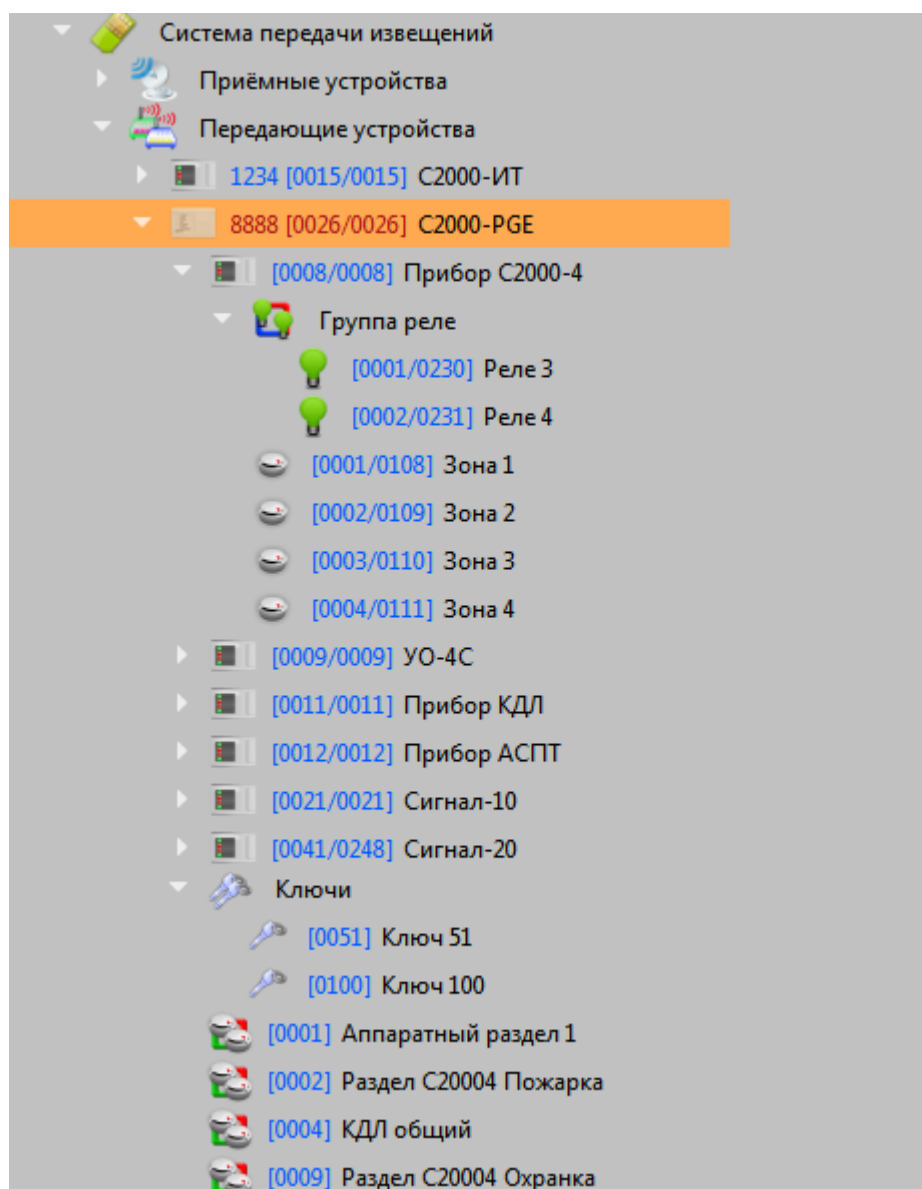 Система передачи извещений
Приёмные устройства
Передающие устройства
1234 [0015/0015] С2000-ИТ
8888 [0026/0026] С2000-PGE
[0008/0008] Прибор С2000-4
Группа реле
[0001/0230] Реле 3
[0002/0231] Реле 4
[0001/0108] Зона 1
[0002/0109] Зона 2
[0003/0110] Зона 3
[0004/0111] Зона 4
[0009/0009] УО-4С
[0011/0011] Прибор КДЛ
[0012/0012] Прибор АСПТ
[0021/0021] Сигнал-10
[0041/0248] Сигнал-20
Ключи
[0051] Ключ 51
[0100] Ключ 100
[0001] Аппаратный раздел 1
[0002] Раздел С20004 Пожарка
[0004] КДЛ общий
[0009] Раздел С20004 Охранка